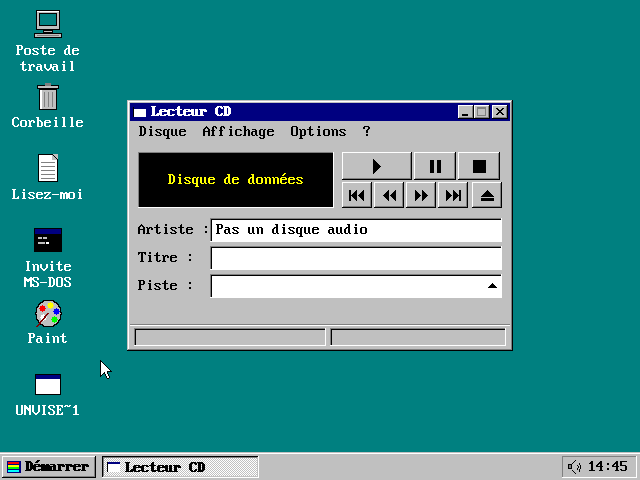 Poste de
travail
Corbeille
Lisez-moi
Invite
MS-DOS
Paint
UNVISE~1
Lecteur CD
Disque Affichage Options ?
Disque de données
Artiste : Pas un disque audio
Titre :
Piste :
Démarrer
Lecteur CD
14:45